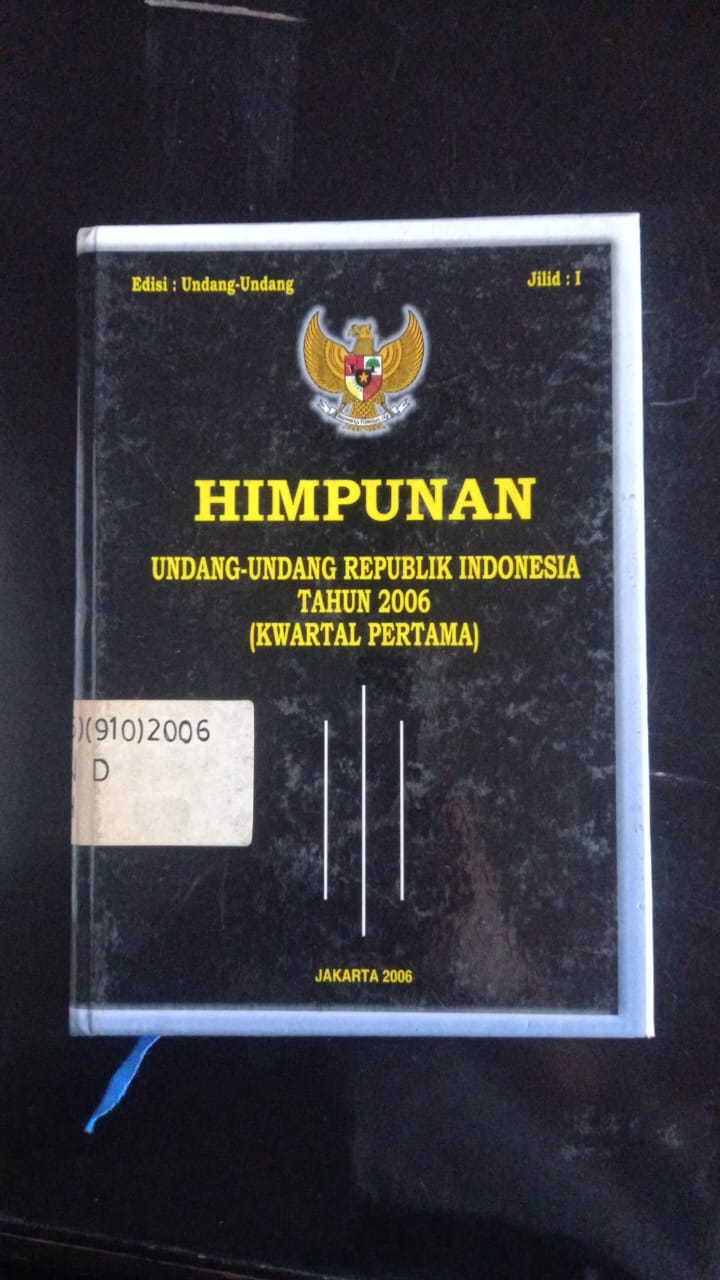 Edisi : Undang-Undang
Jilid : I
HIMPUNAN
UNDANG-UNDANG REPUBLIK INDONESIA
TAHUN 2006
(KWARTAL PERTAMA)
)(910)2006
D
JAKARTA 2006